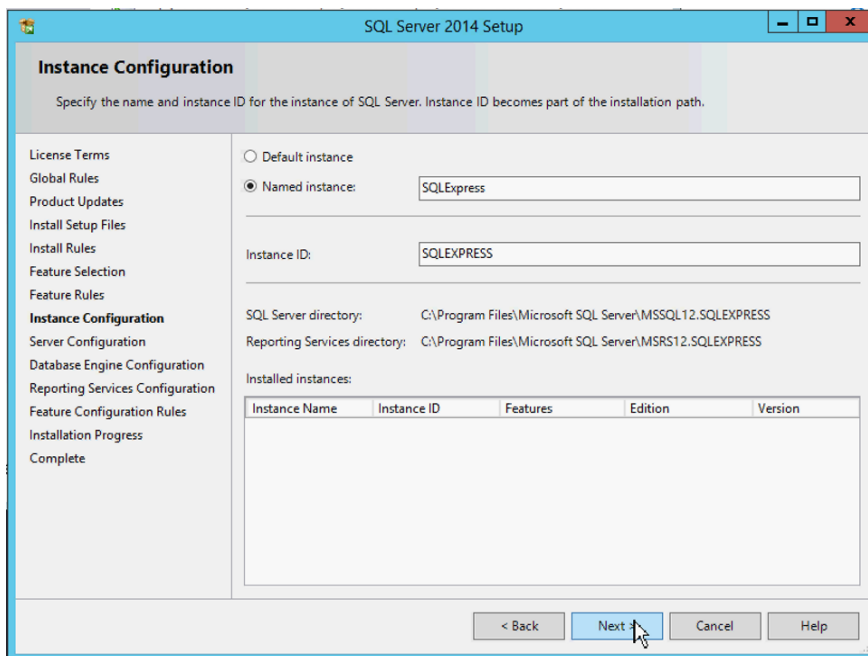 SQL Server 2014 Setup
Instance Configuration
Specify the name and instance ID for the instance of SQL Server. Instance ID becomes part of the installation path.
License Terms
Global Rules
Product Updates
Install Setup Files
Install Rules
Feature Selection
Feature Rules
Instance Configuration
Server Configuration
Database Engine Configuration
Reporting Services Configuration
Feature Configuration Rules
Installation Progress
Complete
Default instance
Named instance: SQLExpress
Instance ID: SQLEXPRESS
SQL Server directory: C:\Program Files\Microsoft SQL Server\MSSQL12.SQLEXPRESS
Reporting Services directory: C:\Program Files\Microsoft SQL Server\MSRS12.SQLEXPRESS
Installed instances:
Instance Name Instance ID Features Edition Version
< Back Next > Cancel Help